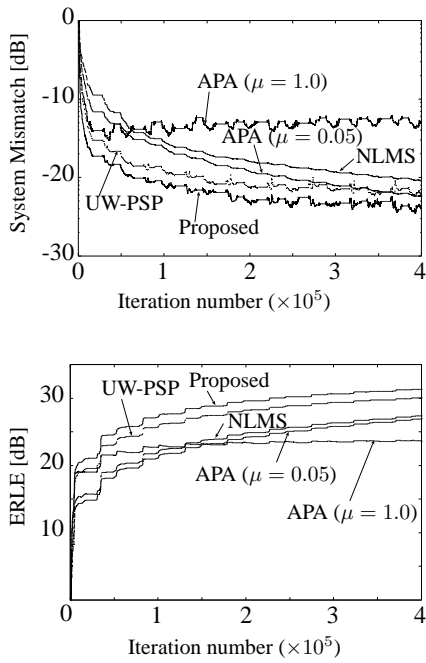 System Mismatch [dB]
0
-10
-20
-30
APA (μ = 1.0)
APA (μ = 0.05)
NLMS
UW-PSP
Proposed
0 1 2 3 4
Iteration number (×10⁵)
ERLE [dB]
30
20
10
0
UW-PSP
Proposed
NLMS
APA (μ = 0.05)
APA (μ = 1.0)
0 1 2 3 4
Iteration number (×10⁵)